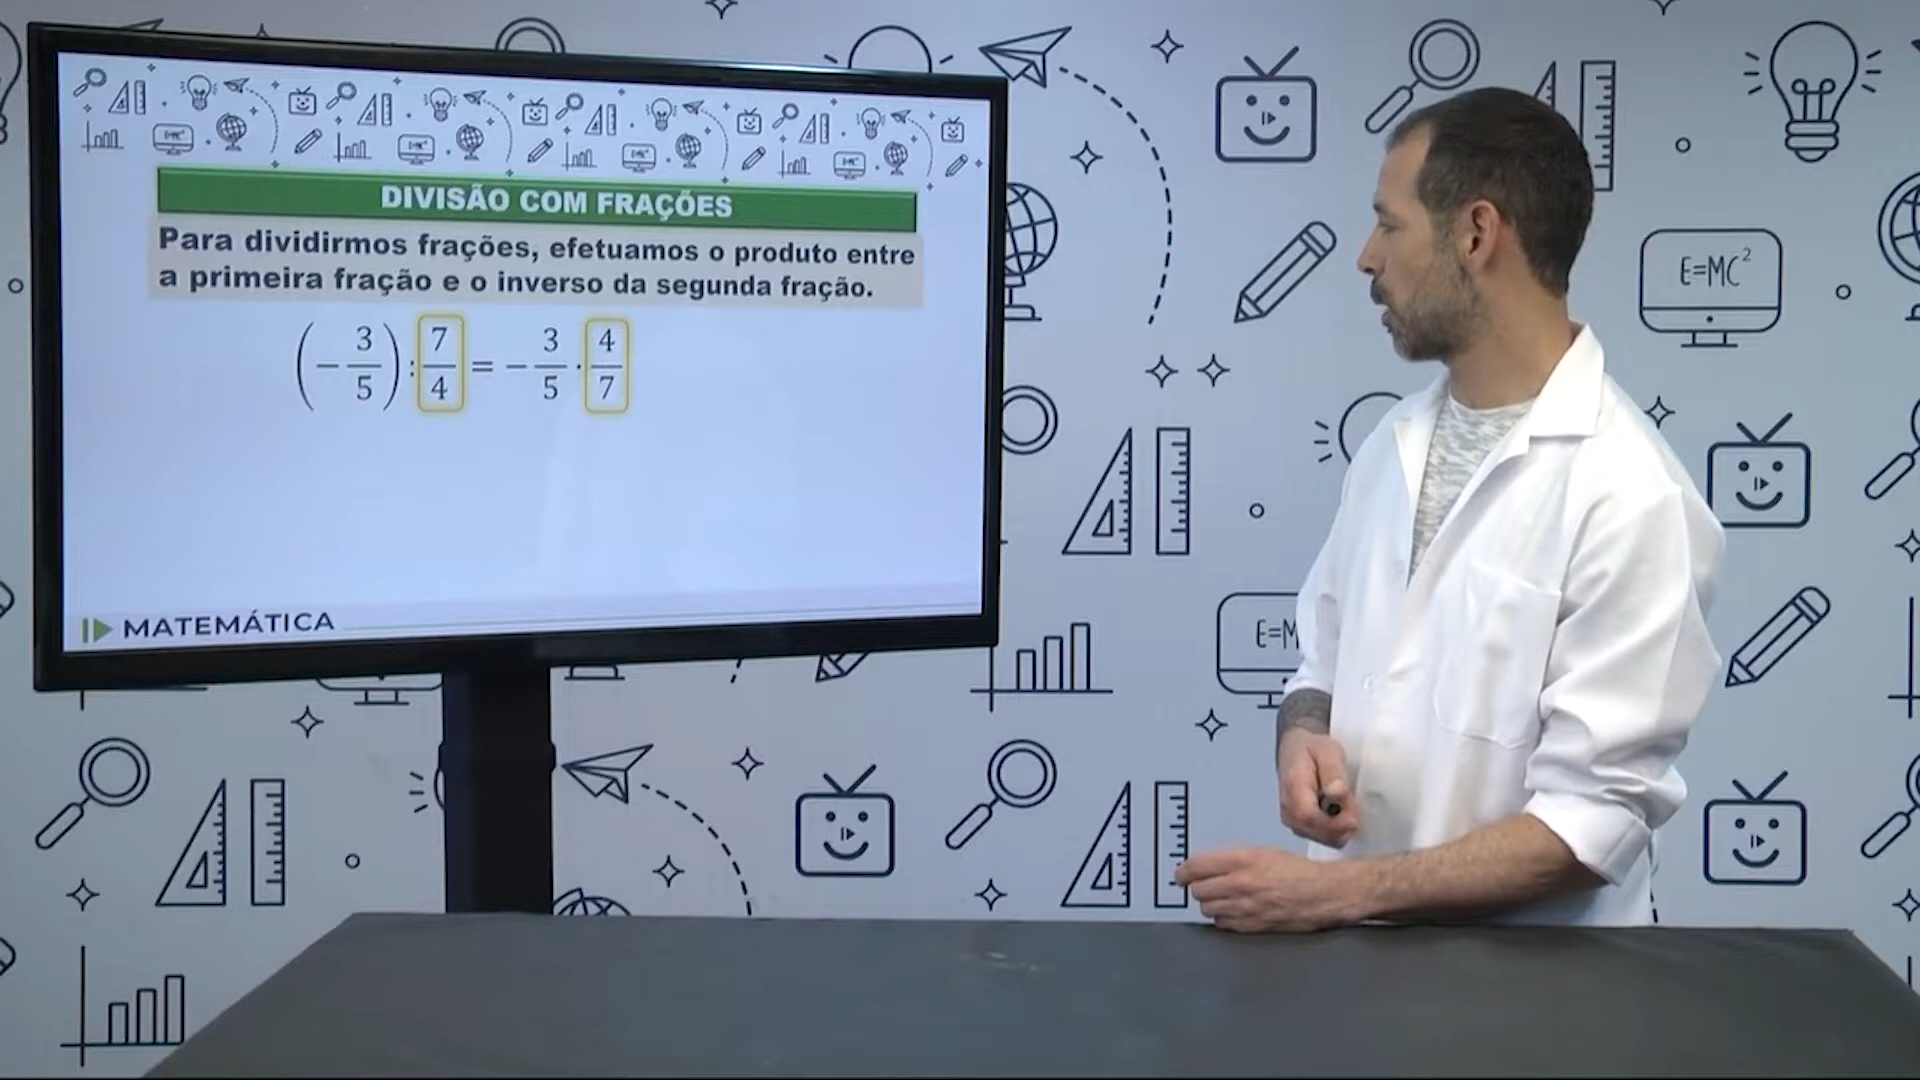 DIVISÃO COM FRAÇÕES
Para dividirmos frações, efetuamos o produto entre
a primeira fração e o inverso da segunda fração.
(− 3/5) : 7/4 = − 3/5 · 4/7
MATEMÁTICA
E=MC²
E=M